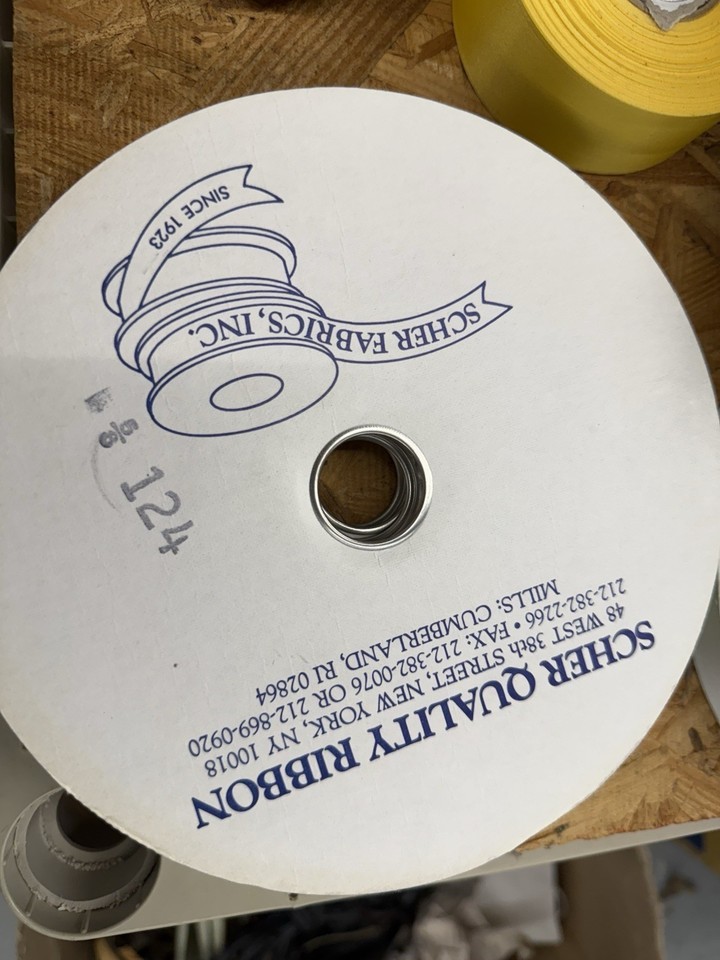 SCHER QUALITY RIBBON
48 WEST 38th STREET, NEW YORK, NY 10018
212-382-2266 • FAX: 212-382-0076 OR 212-869-0920
MILLS: CUMBERLAND, RI 02864
124
5/8
SCHER FABRICS, INC.
SINCE 1923